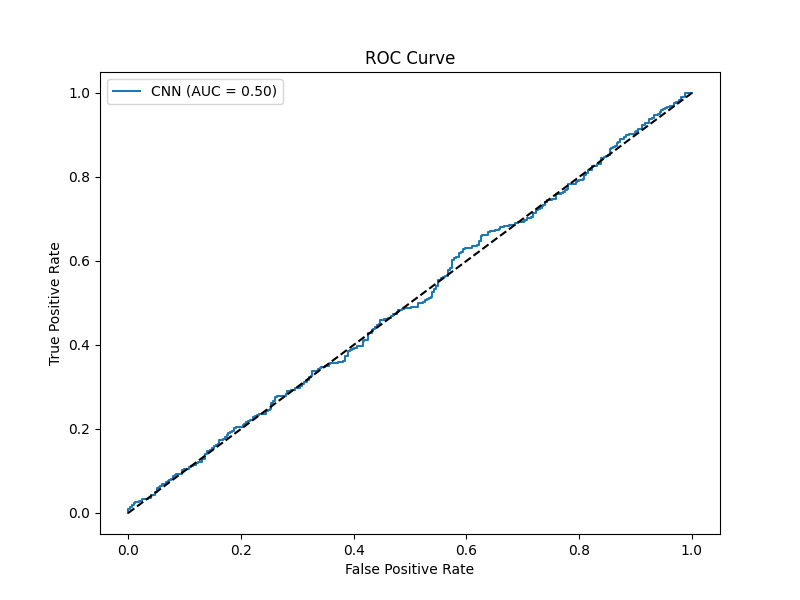 ROC Curve
CNN (AUC = 0.50)
1.0
0.8
0.6
0.4
0.2
0.0
True Positive Rate
0.0 0.2 0.4 0.6 0.8 1.0
False Positive Rate